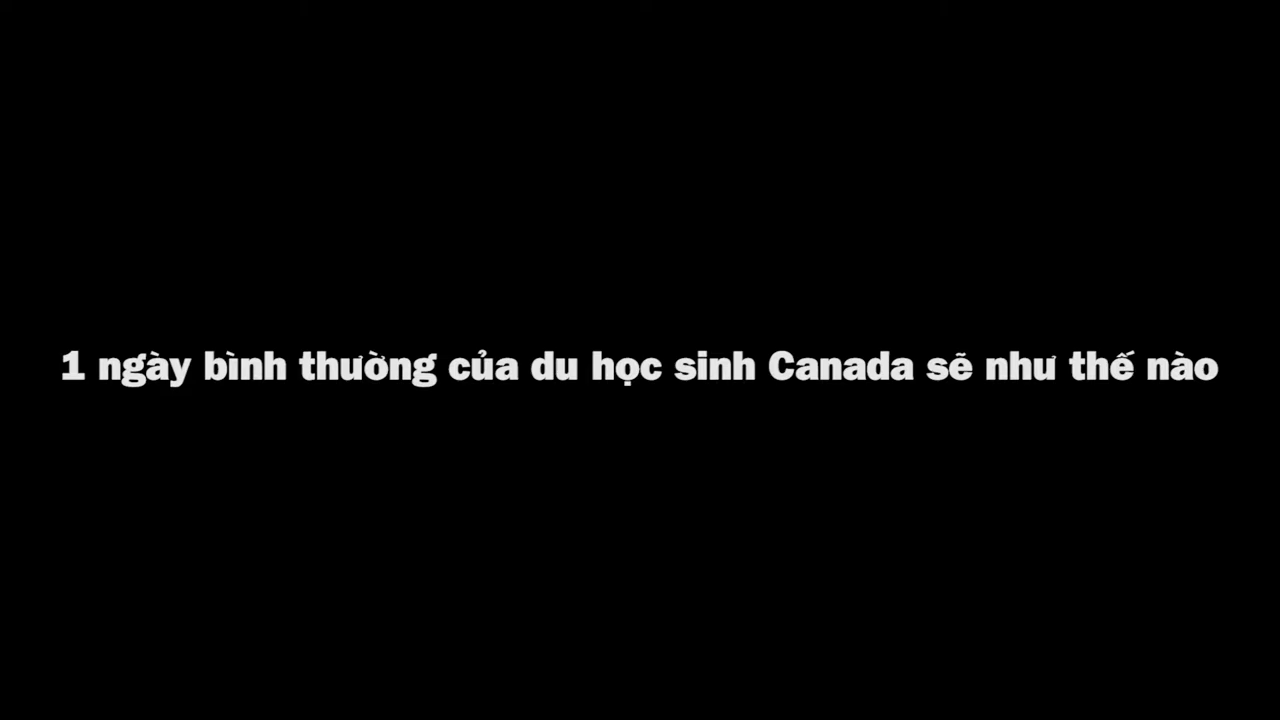 1 ngày bình thường của du học sinh Canada sẽ như thế nào